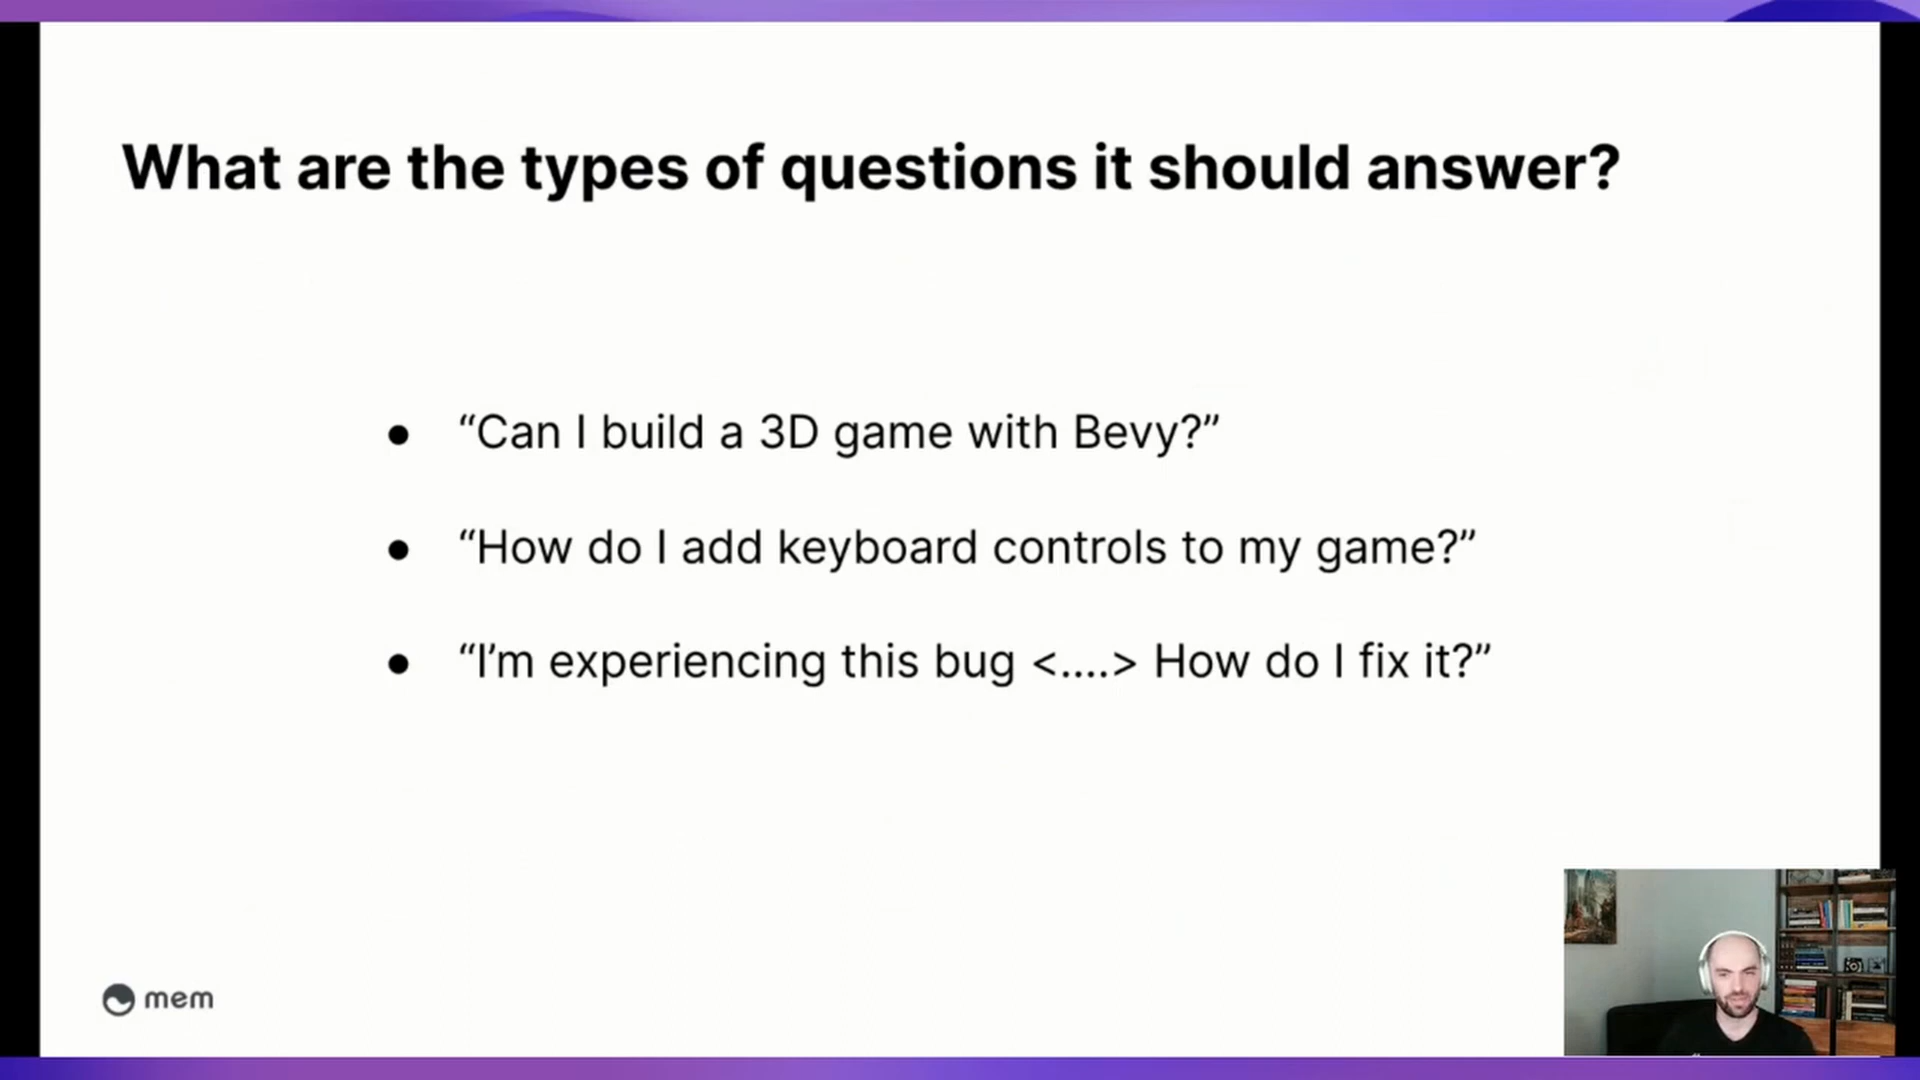 What are the types of questions it should answer?
“Can I build a 3D game with Bevy?”
“How do I add keyboard controls to my game?”
“I’m experiencing this bug <....> How do I fix it?”
mem